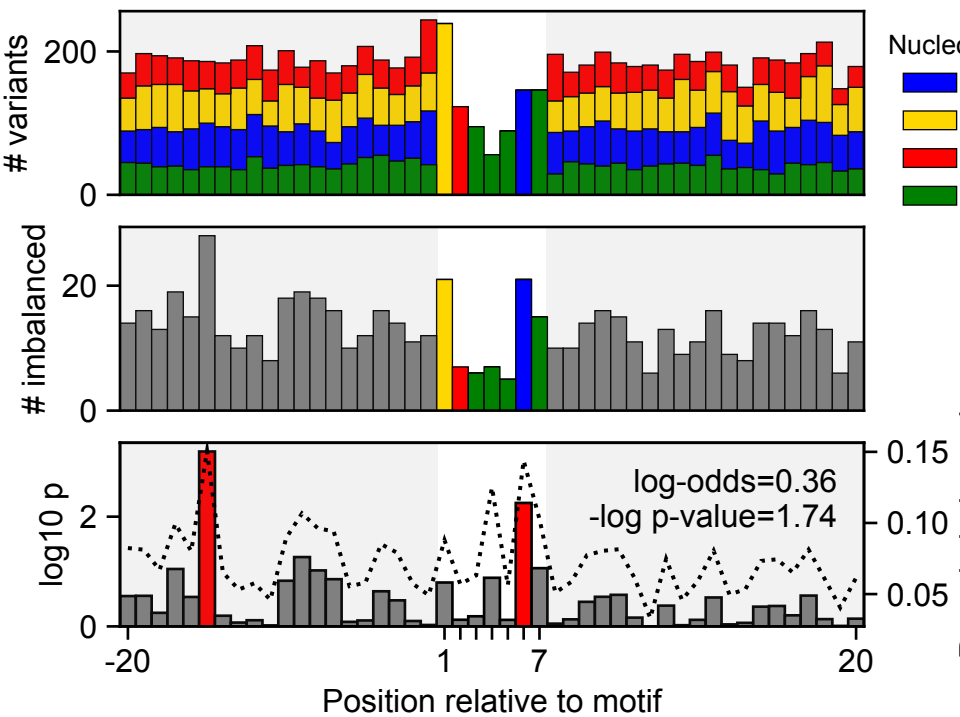 # variants
200
0
Nucleo
# imbalanced
20
0
log10 p
2
0
log-odds=0.36
-log p-value=1.74
0.15
0.10
0.05
-20
1
7
20
Position relative to motif